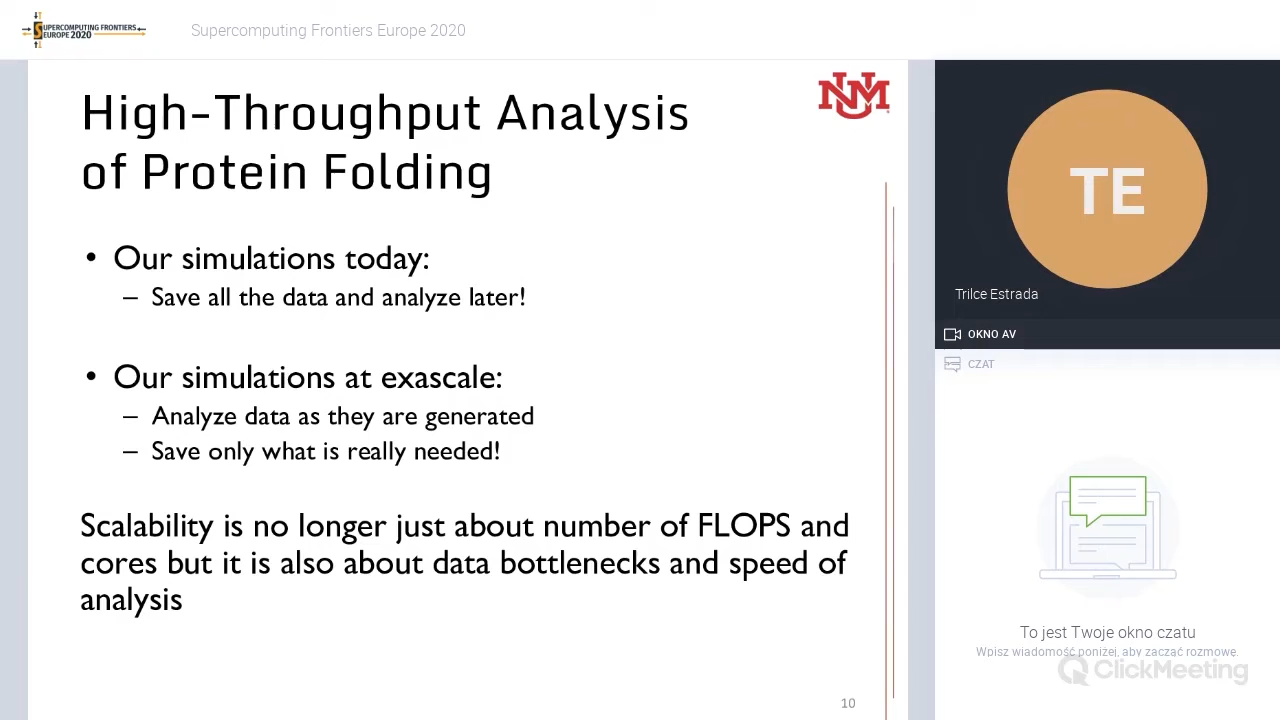 SUPERCOMPUTING FRONTIERS
EUROPE 2020
Supercomputing Frontiers Europe 2020
High-Throughput Analysis
of Protein Folding
UNM
• Our simulations today:
– Save all the data and analyze later!
• Our simulations at exascale:
– Analyze data as they are generated
– Save only what is really needed!
Scalability is no longer just about number of FLOPS and
cores but it is also about data bottlenecks and speed of
analysis
10
TE
Trilce Estrada
OKNO AV
CZAT
To jest Twoje okno czatu
Wpisz wiadomość poniżej, aby zacząć rozmowę.
ClickMeeting